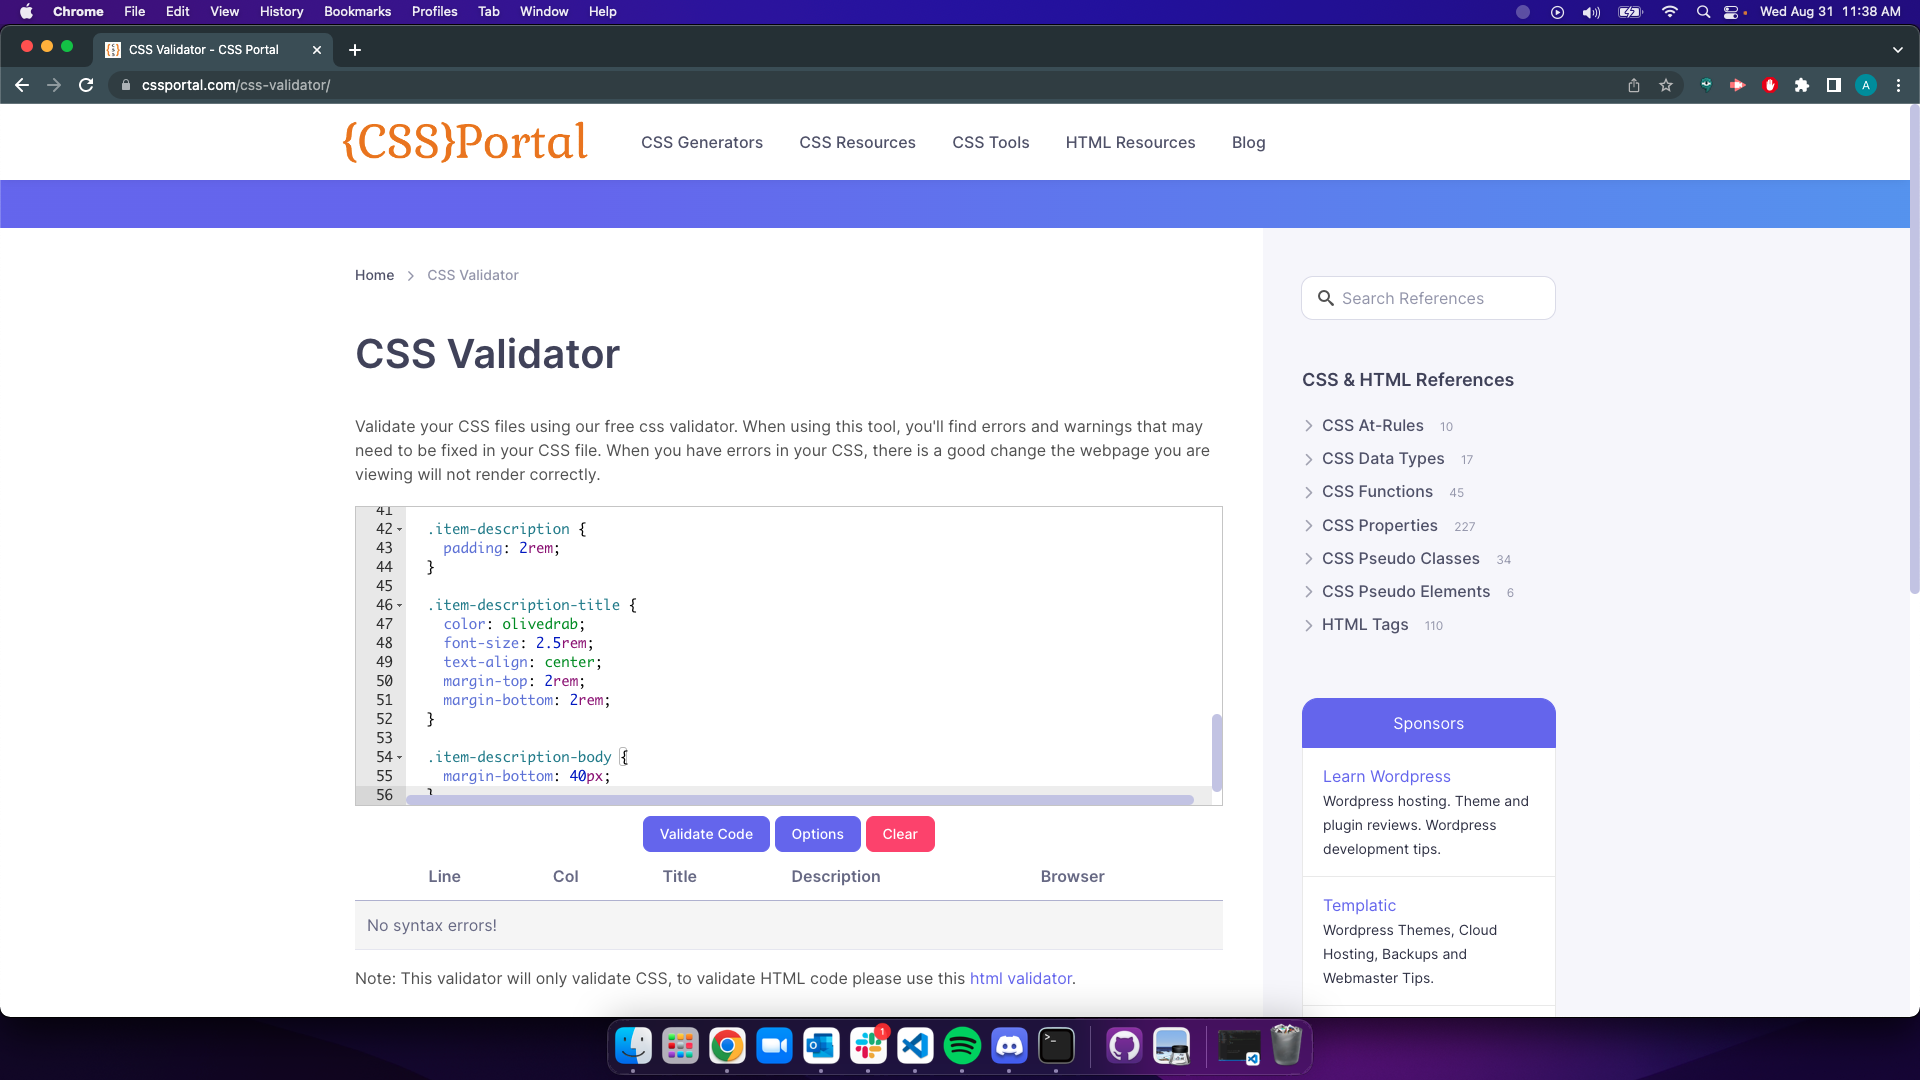 Chrome File Edit View History Bookmarks Profiles Tab Window Help Wed Aug 31 11:38 AM
CSS Validator - CSS Portal
cssportal.com/css-validator/
A
{CSS}Portal
CSS Generators CSS Resources CSS Tools HTML Resources Blog
Home CSS Validator
Search References
CSS Validator
CSS & HTML References
Validate your CSS files using our free css validator. When using this tool, you'll find errors and warnings that may
need to be fixed in your CSS file. When you have errors in your CSS, there is a good change the webpage you are
viewing will not render correctly.
CSS At-Rules 10
CSS Data Types 17
CSS Functions 45
CSS Properties 227
CSS Pseudo Classes 34
CSS Pseudo Elements 6
HTML Tags 110
41
42 .item-description {
43 padding: 2rem;
44 }
45
46 .item-description-title {
47 color: olivedrab;
48 font-size: 2.5rem;
49 text-align: center;
50 margin-top: 2rem;
51 margin-bottom: 2rem;
52 }
53
54 .item-description-body {
55 margin-bottom: 40px;
56 }
Validate Code Options Clear
Line Col Title Description Browser
No syntax errors!
Note: This validator will only validate CSS, to validate HTML code please use this html validator.
Sponsors
Learn Wordpress
Wordpress hosting. Theme and
plugin reviews. Wordpress
development tips.
Templatic
Wordpress Themes, Cloud
Hosting, Backups and
Webmaster Tips.
1